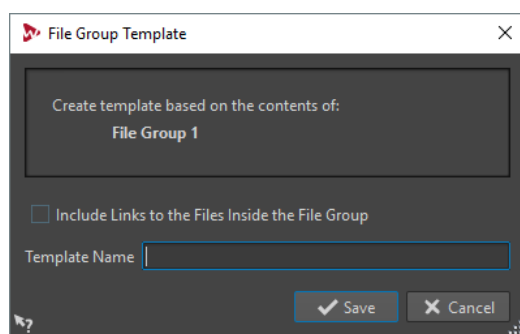 File Group Template
Create template based on the contents of:
File Group 1
Include Links to the Files Inside the File Group
Template Name
Save Cancel
?